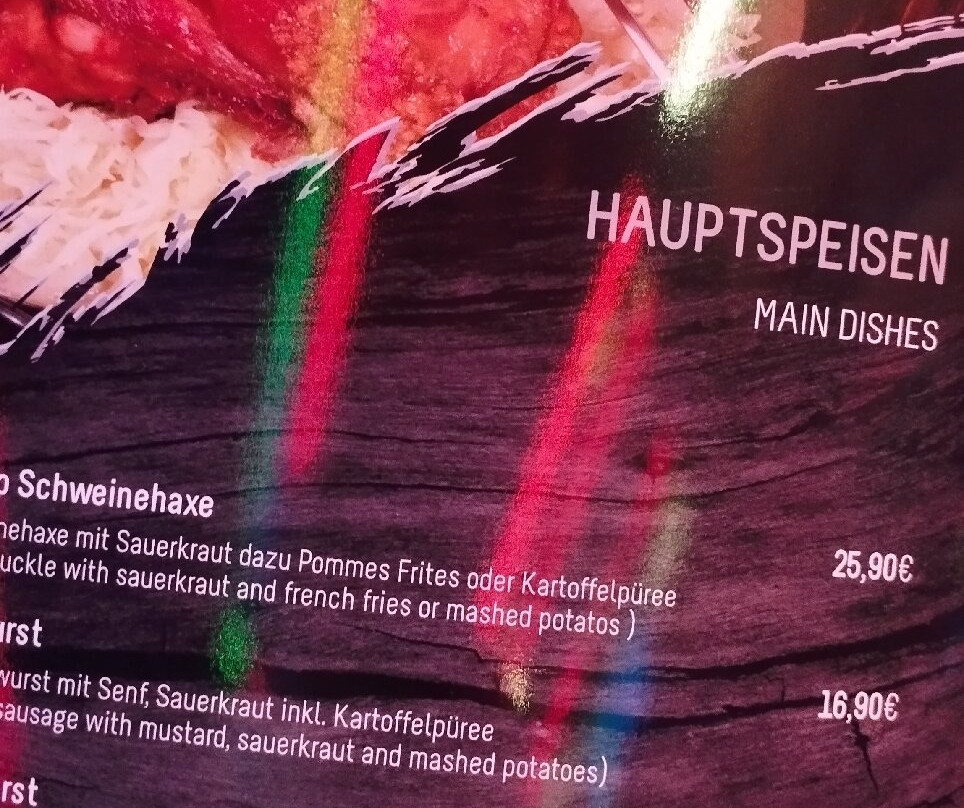 HAUPTSPEISEN
MAIN DISHES
Schweinehaxe
mit Sauerkraut dazu Pommes Frites oder Kartoffelpüree
25,90€
with sauerkraut and french fries or mashed potatos )
mit Senf, Sauerkraut inkl. Kartoffelpüree
16,90€
sausage with mustard, sauerkraut and mashed potatoes)